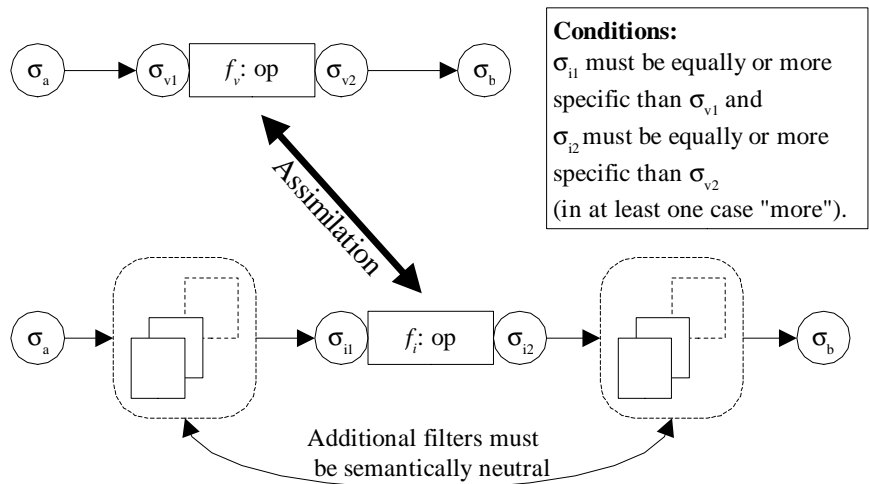 σa σv1 fv: op σv2 σb
Conditions:
σi1 must be equally or more
specific than σv1 and
σi2 must be equally or more
specific than σv2
(in at least one case "more").
Assimilation
σa σi1 fi: op σi2 σb
Additional filters must
be semantically neutral